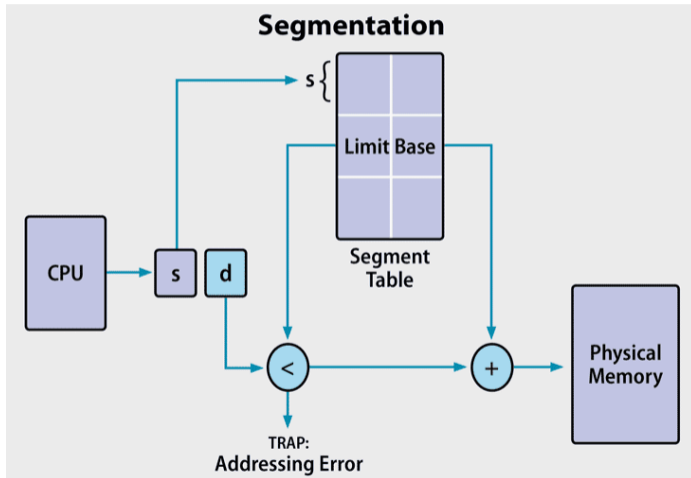 Segmentation
s{
Limit Base
CPU
s d
Segment
Table
<
+
Physical
Memory
TRAP:
Addressing Error